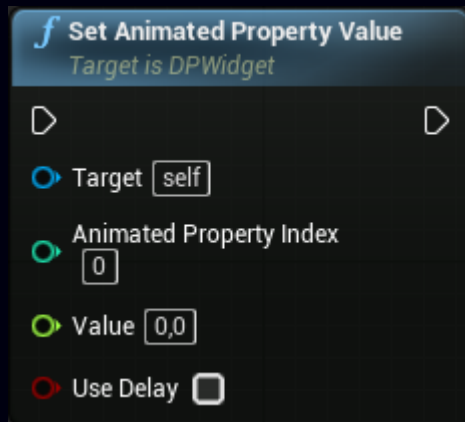 f Set Animated Property Value
Target is DPWidget
Target self
Animated Property Index
0
Value 0,0
Use Delay